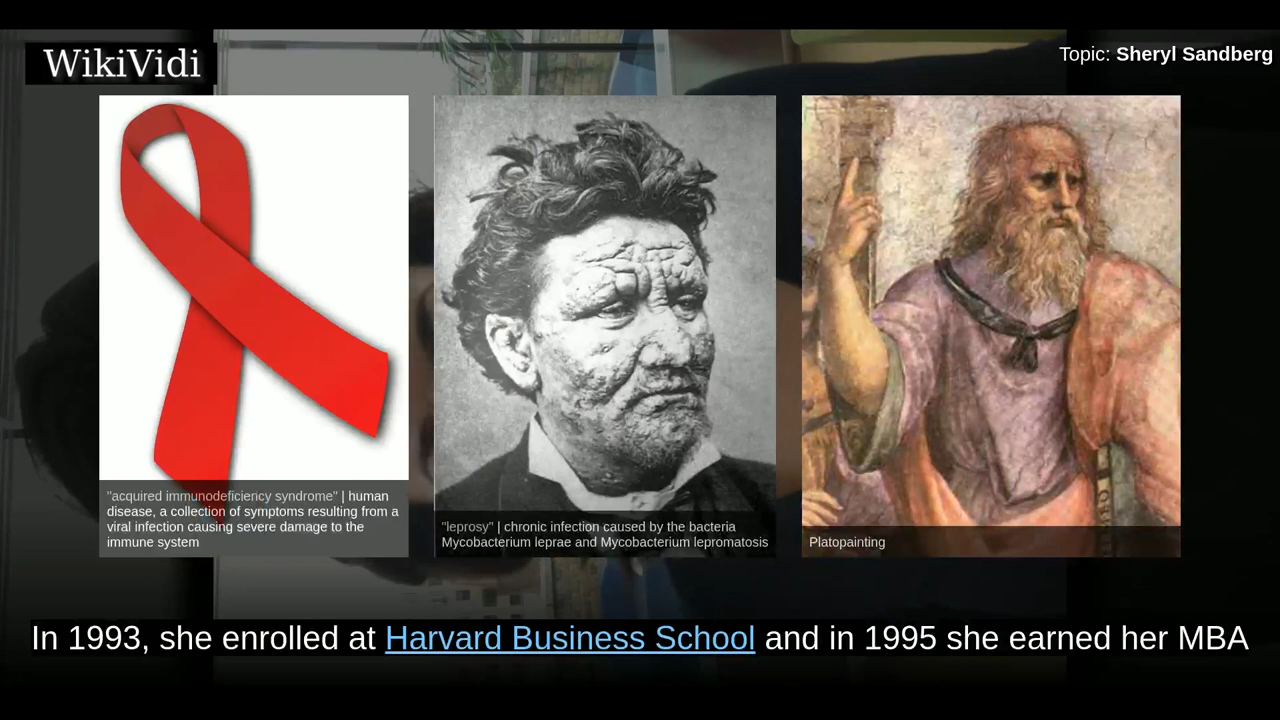 WikiVidi
Topic: Sheryl Sandberg
"acquired immunodeficiency syndrome" | human
disease, a collection of symptoms resulting from a
viral infection causing severe damage to the
immune system
"leprosy" | chronic infection caused by the bacteria
Mycobacterium leprae and Mycobacterium lepromatosis
Platopainting
In 1993, she enrolled at Harvard Business School and in 1995 she earned her MBA